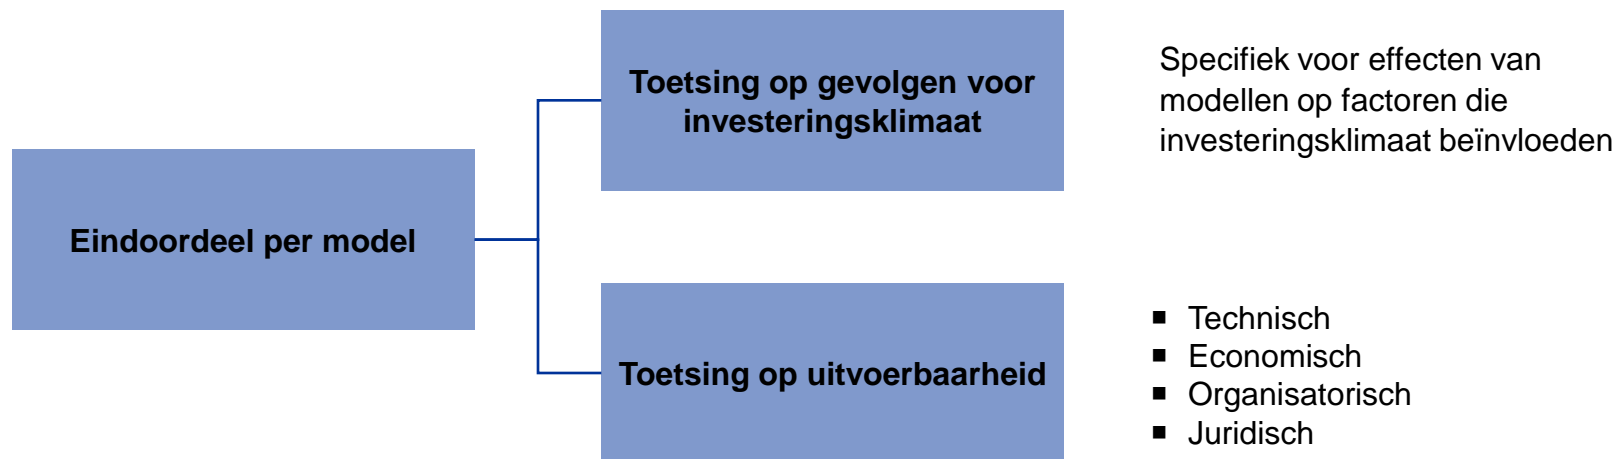 Toetsing op gevolgen voor
investeringsklimaat
Specifiek voor effecten van
modellen op factoren die
investeringsklimaat beïnvloeden
Eindoordeel per model
Toetsing op uitvoerbaarheid
▪ Technisch
▪ Economisch
▪ Organisatorisch
▪ Juridisch